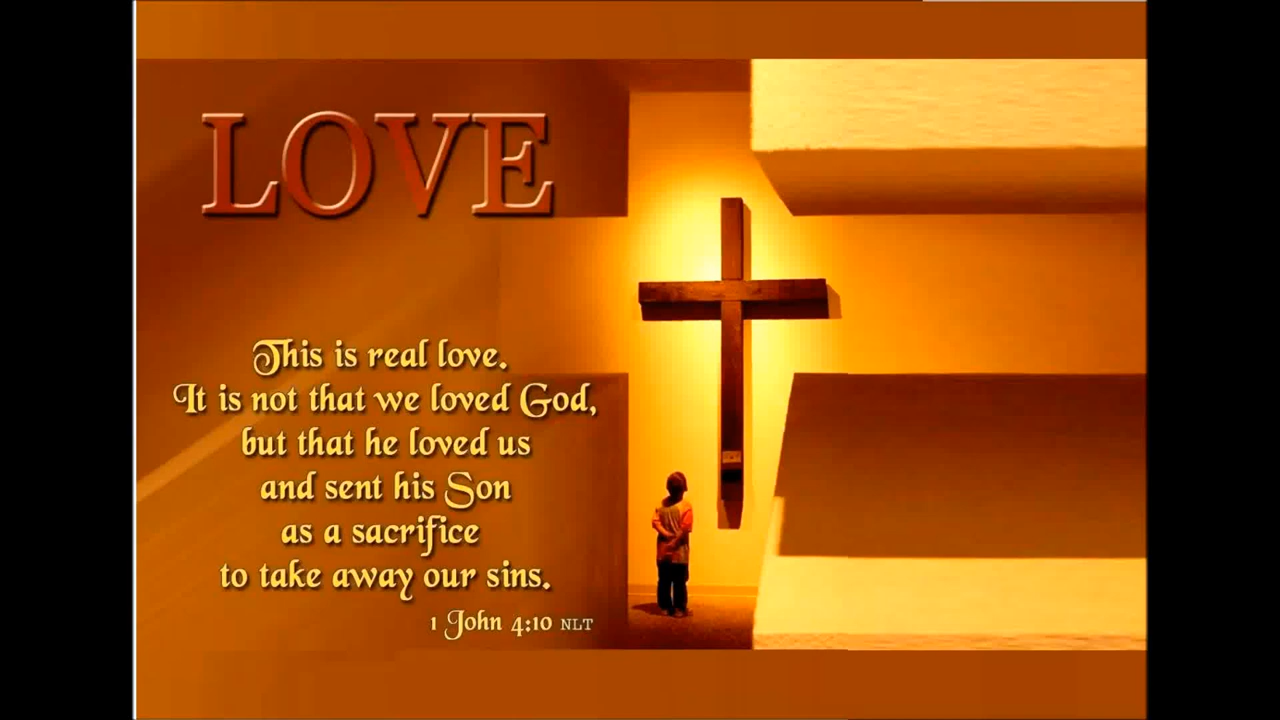 LOVE
This is real love.
It is not that we loved God,
but that he loved us
and sent his Son
as a sacrifice
to take away our sins.
1 John 4:10 NLT